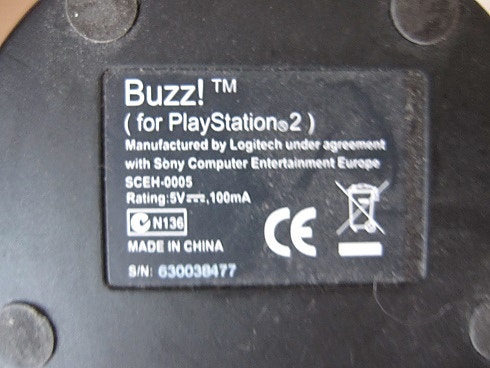 Buzz! ™
( for PlayStation®2 )
Manufactured by Logitech under agreement
with Sony Computer Entertainment Europe
SCEH-0005
Rating:5V⎓,100mA
N136
MADE IN CHINA
S/N: 630038477
CE